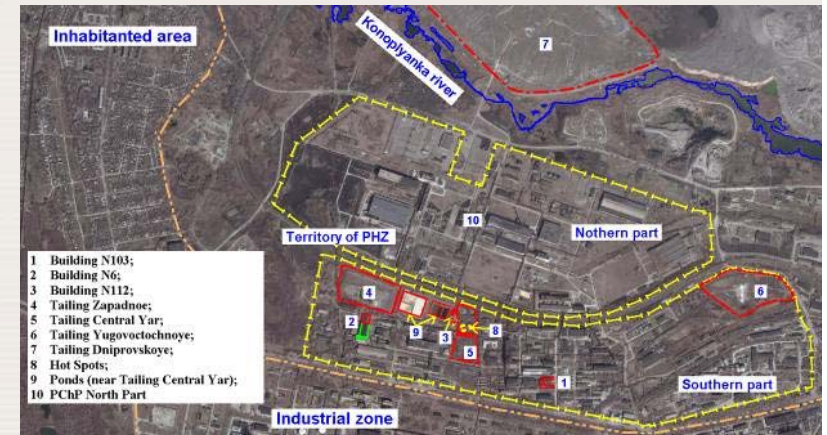 Inhabitanted area
Konoplyanka river
7
10
Nothern part
Territory of PHZ
6
4
2
9
3
8
5
1
Southern part
Industrial zone
1 Building N103;
2 Building N6;
3 Building N112;
4 Tailing Zapadnoe;
5 Tailing Central Yar;
6 Tailing Yugovoctochnoye;
7 Tailing Dniprovskoye;
8 Hot Spots;
9 Ponds (near Tailing Central Yar);
10 PChP North Part